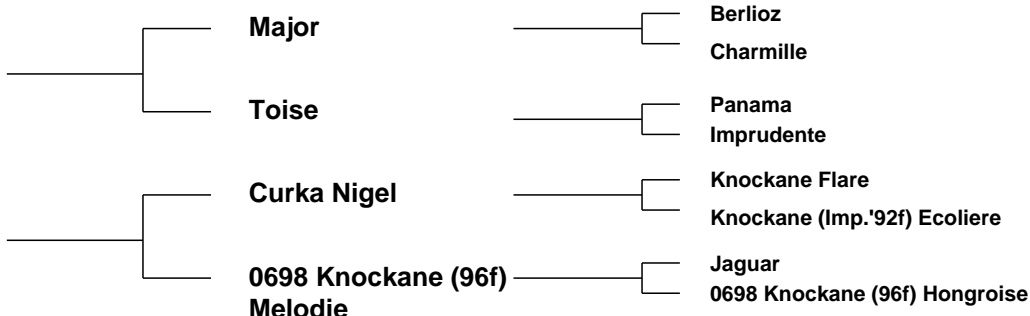 Major
Berlioz
Charmille
Toise
Panama
Imprudente
Curka Nigel
Knockane Flare
Knockane (Imp.'92f) Ecoliere
0698 Knockane (96f)
Melodie
Jaguar
0698 Knockane (96f) Hongroise